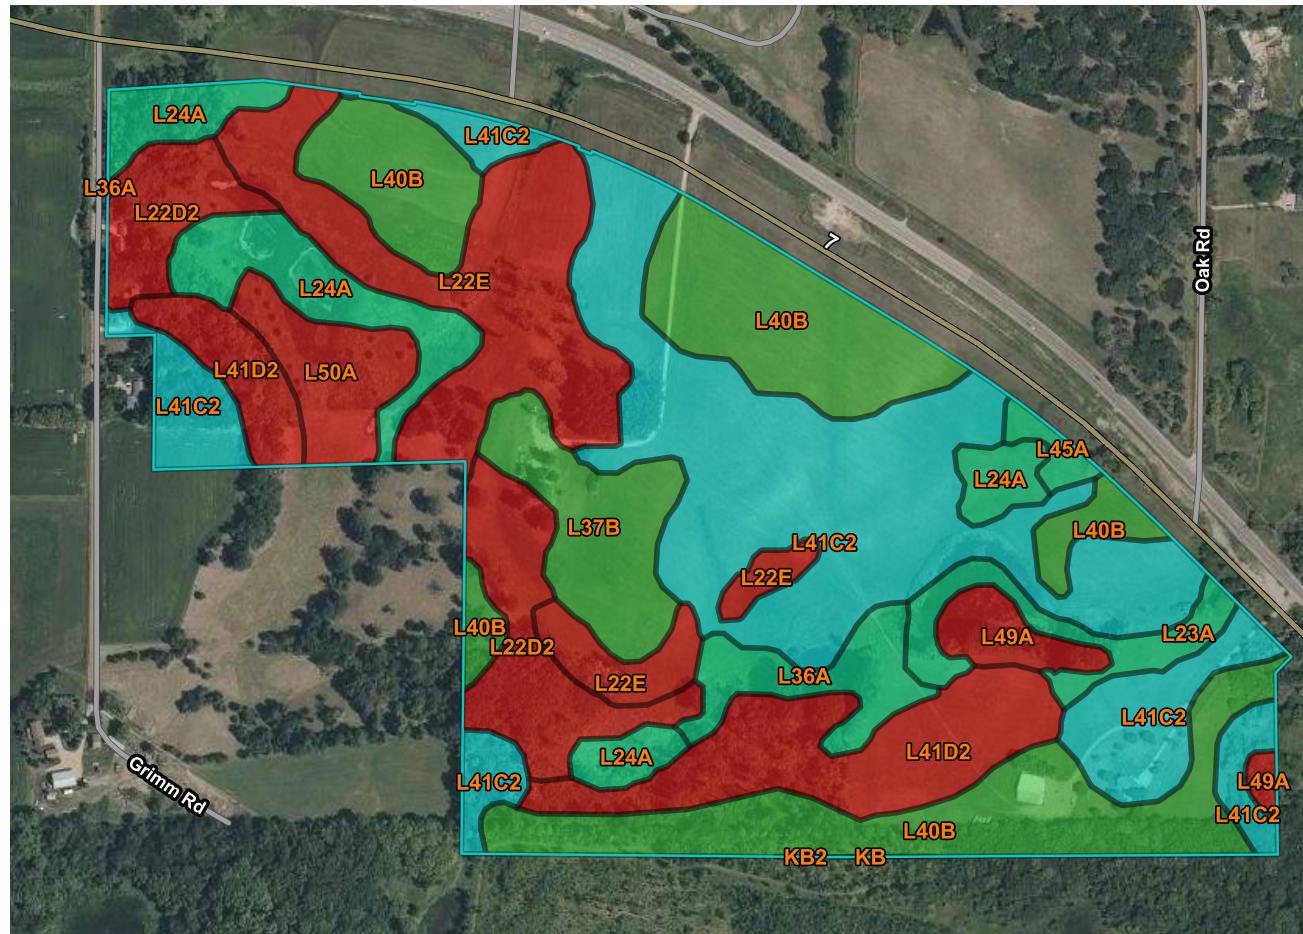 L24A
L41C2
L40B
L36A
L22D2
7
Oak Rd
L22E
L24A
L40B
L41D2
L50A
L41C2
L45A
L24A
L37B
L40B
L41C2
L22E
L40B
L22D2
L49A
L23A
L36A
L22E
L41C2
L41D2
L24A
L41C2
Grimm Rd
L49A
L41C2
L40B
KB2
KB